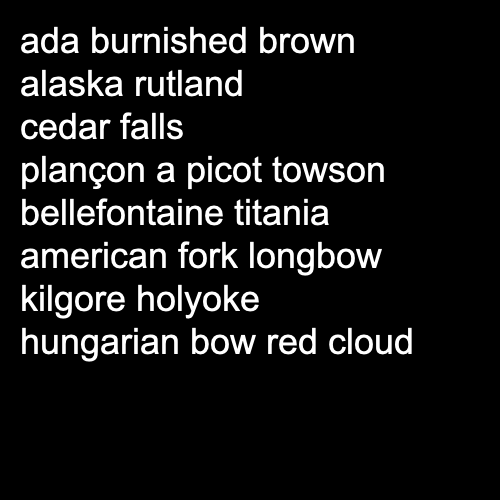 ada burnished brown
alaska rutland
cedar falls
plançon a picot towson
bellefontaine titania
american fork longbow
kilgore holyoke
hungarian bow red cloud